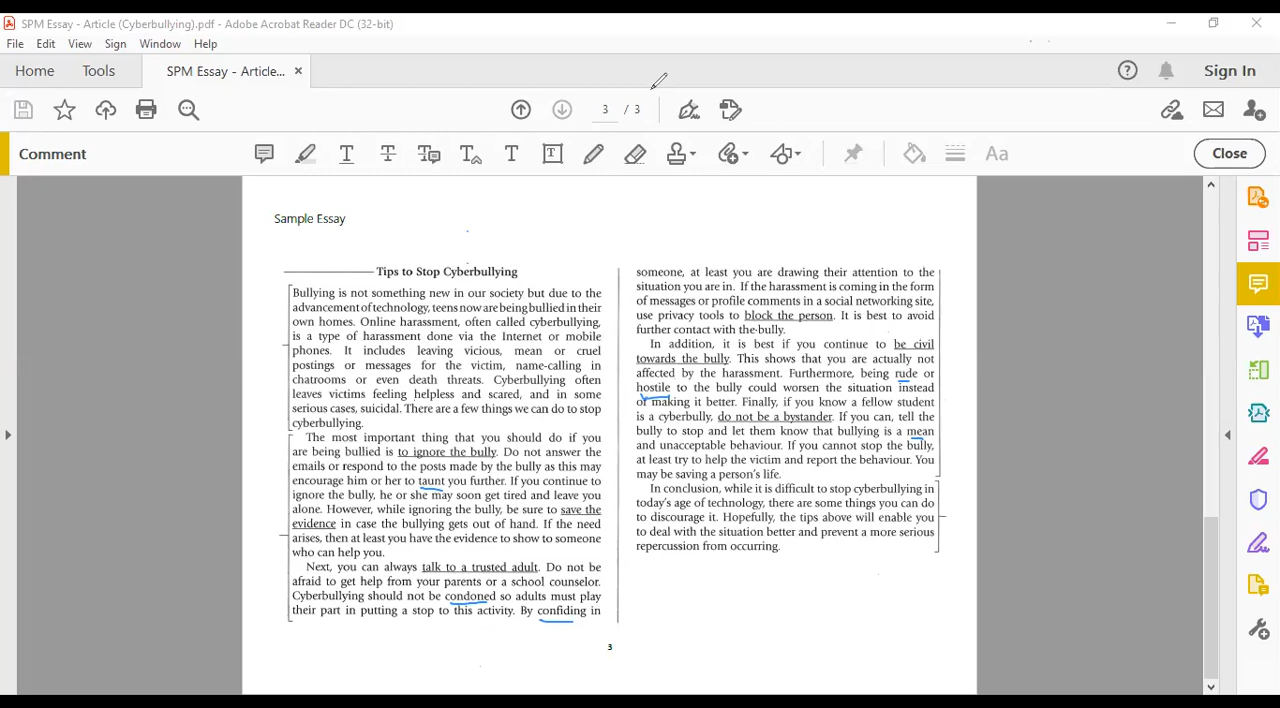 SPM Essay - Article (Cyberbullying).pdf - Adobe Acrobat Reader DC (32-bit)
File Edit View Sign Window Help
Home Tools SPM Essay - Article... × Sign In
3 / 3
Comment Close
Sample Essay
Tips to Stop Cyberbullying
Bullying is not something new in our society but due to the
advancement of technology, teens now are being bullied in their
own homes. Online harassment, often called cyberbullying,
is a type of harassment done via the Internet or mobile
phones. It includes leaving vicious, mean or cruel
postings or messages for the victim, name-calling in
chatrooms or even death threats. Cyberbullying often
leaves victims feeling helpless and scared, and in some
serious cases, suicidal. There are a few things we can do to stop
cyberbullying.
The most important thing that you should do if you
are being bullied is to ignore the bully. Do not answer the
emails or respond to the posts made by the bully as this may
encourage him or her to taunt you further. If you continue to
ignore the bully, he or she may soon get tired and leave you
alone. However, while ignoring the bully, be sure to save the
evidence in case the bullying gets out of hand. If the need
arises, then at least you have the evidence to show to someone
who can help you.
Next, you can always talk to a trusted adult. Do not be
afraid to get help from your parents or a school counselor.
Cyberbullying should not be condoned so adults must play
their part in putting a stop to this activity. By confiding in
someone, at least you are drawing their attention to the
situation you are in. If the harassment is coming in the form
of messages or profile comments in a social networking site,
use privacy tools to block the person. It is best to avoid
further contact with the bully.
In addition, it is best if you continue to be civil
towards the bully. This shows that you are actually not
affected by the harassment. Furthermore, being rude or
hostile to the bully could worsen the situation instead
of making it better. Finally, if you know a fellow student
is a cyberbully, do not be a bystander. If you can, tell the
bully to stop and let them know that bullying is a mean
and unacceptable behaviour. If you cannot stop the bully,
at least try to help the victim and report the behaviour. You
may be saving a person's life.
In conclusion, while it is difficult to stop cyberbullying in
today's age of technology, there are some things you can do
to discourage it. Hopefully, the tips above will enable you
to deal with the situation better and prevent a more serious
repercussion from occurring.
3